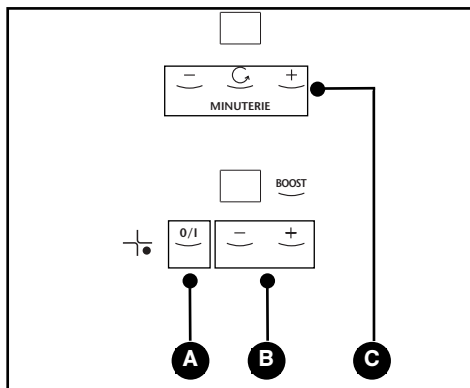 − +
MINUTERIE
BOOST
0/I − +
A B C